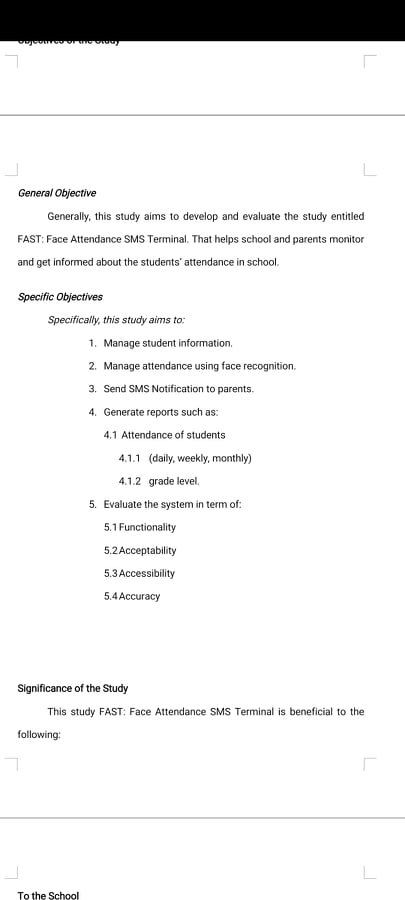 Objectives of the Study
General Objective
Generally, this study aims to develop and evaluate the study entitled
FAST: Face Attendance SMS Terminal. That helps school and parents monitor
and get informed about the students' attendance in school.
Specific Objectives
Specifically, this study aims to:
1. Manage student information.
2. Manage attendance using face recognition.
3. Send SMS Notification to parents.
4. Generate reports such as:
4.1 Attendance of students
4.1.1 (daily, weekly, monthly)
4.1.2 grade level.
5. Evaluate the system in term of:
5.1 Functionality
5.2 Acceptability
5.3 Accessibility
5.4 Accuracy
Significance of the Study
This study FAST: Face Attendance SMS Terminal is beneficial to the
following:
To the School